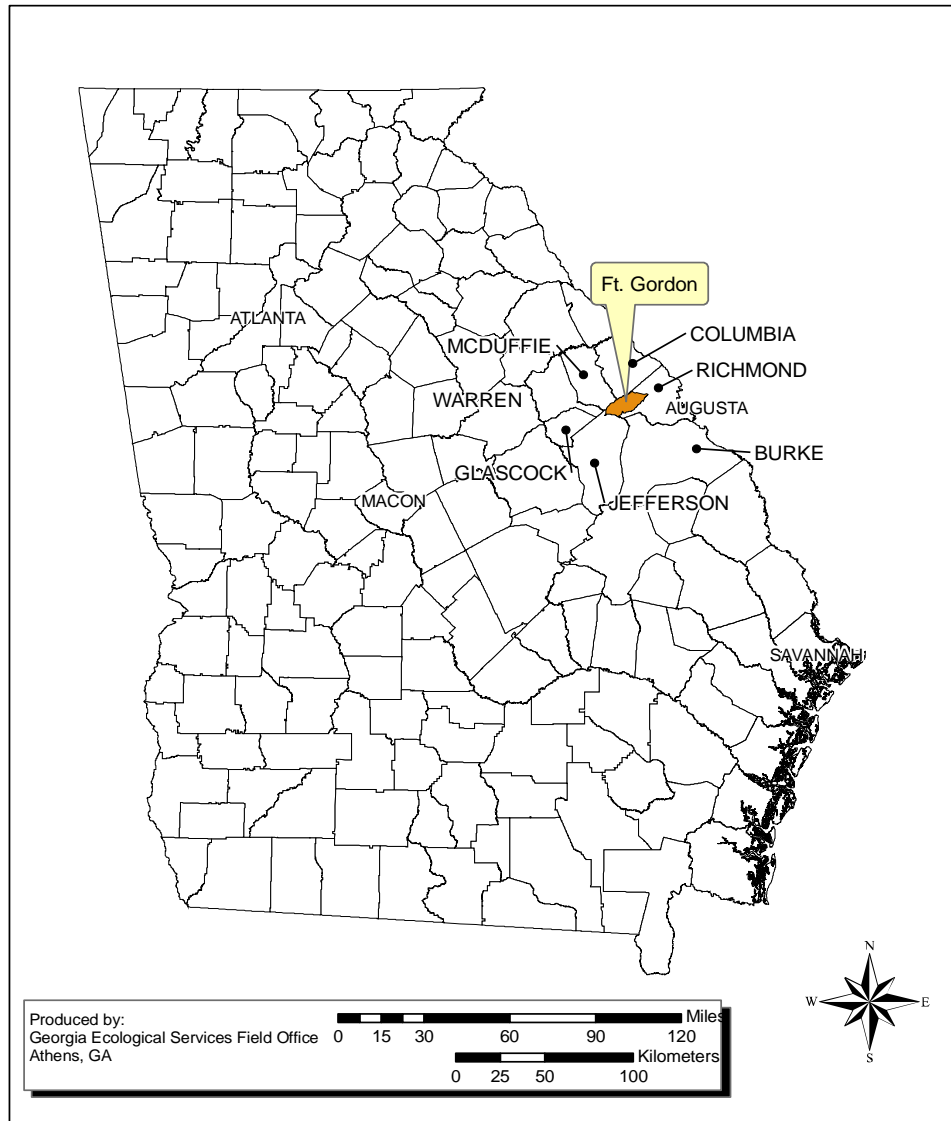 Ft. Gordon
ATLANTA
MCDUFFIE
COLUMBIA
RICHMOND
WARREN
AUGUSTA
BURKE
GLASCOCK
MACON
JEFFERSON
SAVANNAH
N
W
E
S
Produced by:
Georgia Ecological Services Field Office
Athens, GA
Miles
0 15 30 60 90 120
Kilometers
0 25 50 100